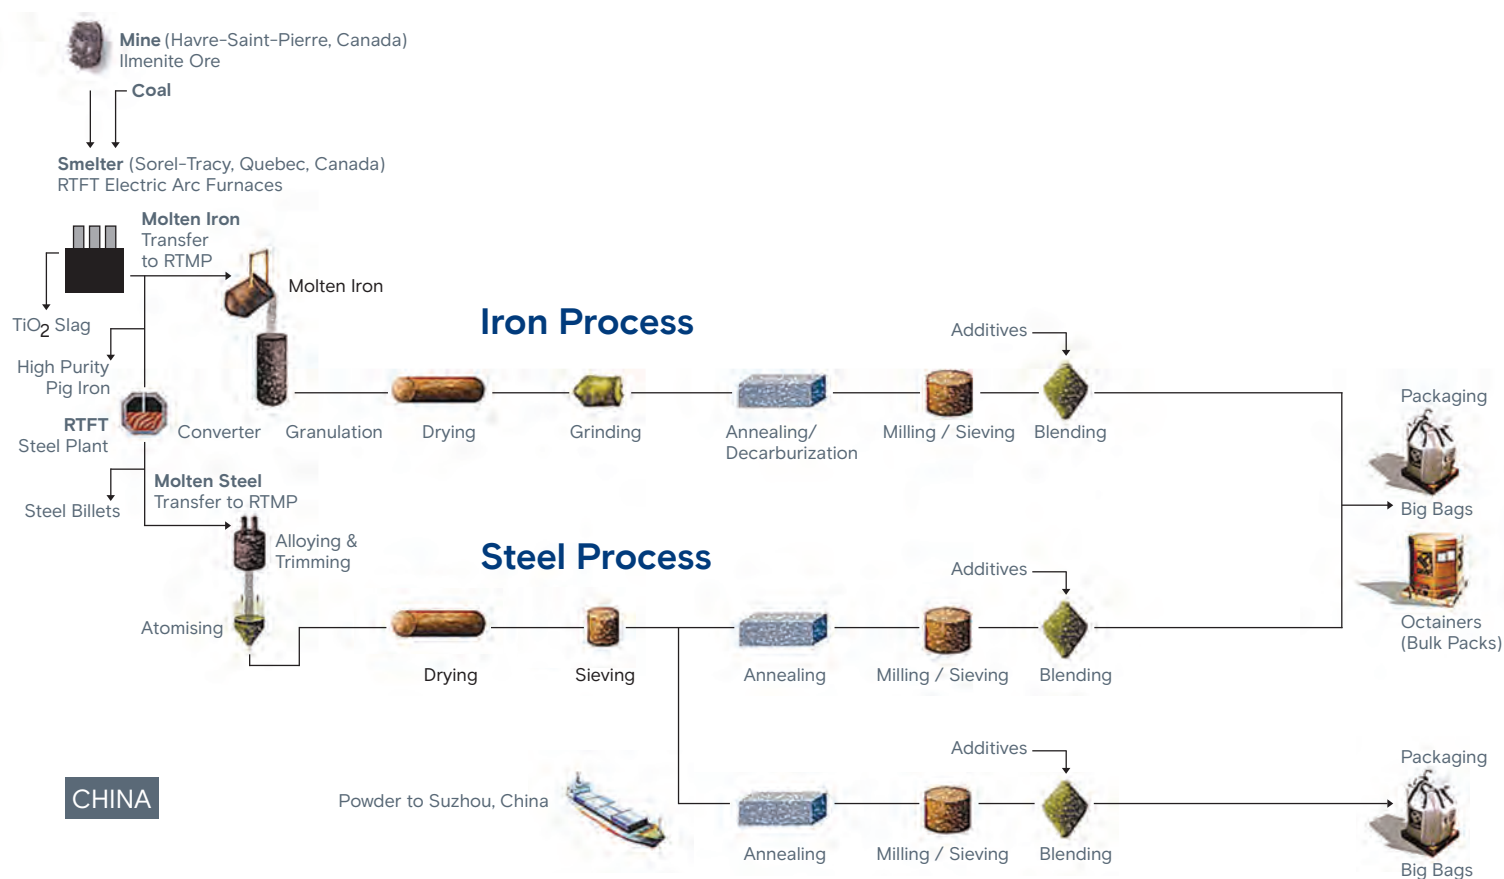 Mine (Havre-Saint-Pierre, Canada)
Ilmenite Ore
Coal
Smelter (Sorel-Tracy, Quebec, Canada)
RTFT Electric Arc Furnaces
Molten Iron
Transfer
to RTMP
Molten Iron
TiO2 Slag
High Purity
Pig Iron
RTFT
Steel Plant
Converter
Iron Process
Additives
Granulation
Drying
Grinding
Annealing/
Decarburization
Milling / Sieving
Blending
Packaging
Big Bags
Octainers
(Bulk Packs)
Steel Billets
Molten Steel
Transfer to RTMP
Alloying &
Trimming
Atomising
Steel Process
Additives
Drying
Sieving
Annealing
Milling / Sieving
Blending
CHINA
Powder to Suzhou, China
Additives
Annealing
Milling / Sieving
Blending
Packaging
Big Bags